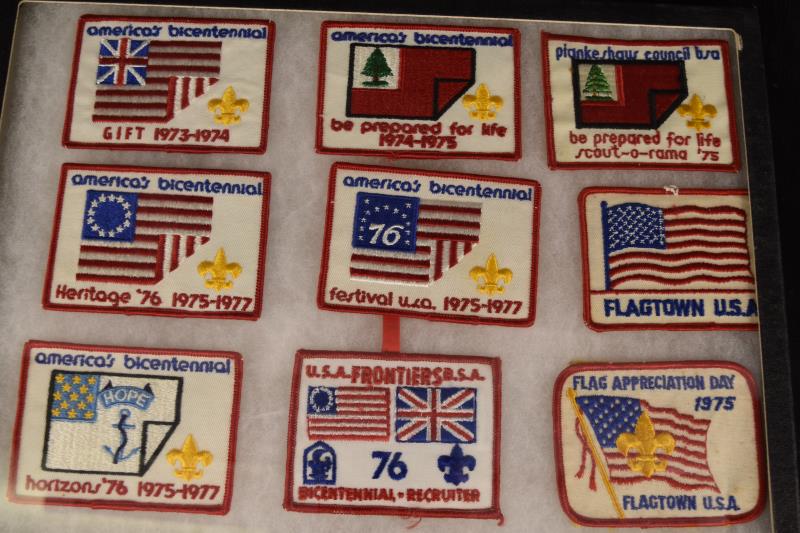 america's bicentennial
GIFT 1973-1974
america's bicentennial
be prepared for life
1974-1975
piankeshaw council bsa
be prepared for life
scout-o-rama '75
america's bicentennial
Heritage '76 1975-1977
america's bicentennial
76
festival u.s.a. 1975-1977
FLAGTOWN U.S.A
america's bicentennial
HOPE
horizons '76 1975-1977
U.S.A. FRONTIERS B.S.A.
76
BICENTENNIAL - RECRUITER
FLAG APPRECIATION DAY
1975
FLAGTOWN U.S.A.